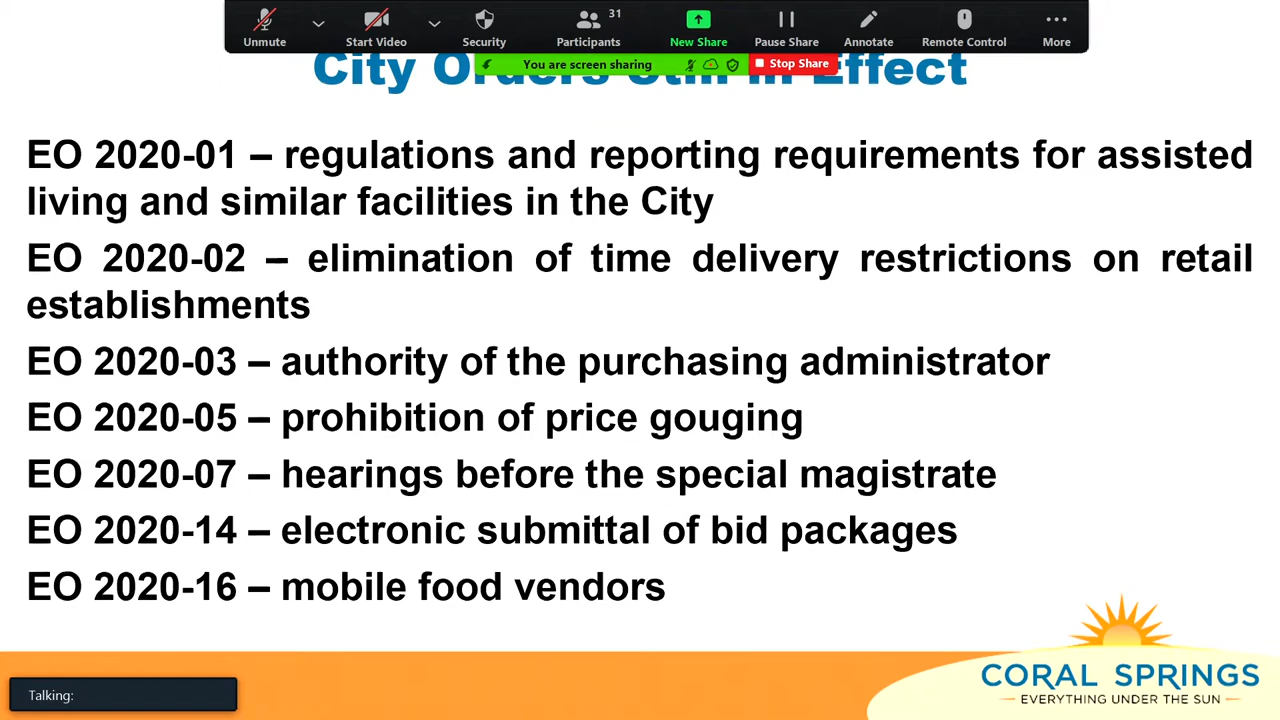 31
Unmute
Start Video
Security
Participants
New Share
Pause Share
Annotate
Remote Control
More
You are screen sharing
Stop Share
City Orders Still in Effect
EO 2020-01 – regulations and reporting requirements for assisted
living and similar facilities in the City
EO 2020-02 – elimination of time delivery restrictions on retail
establishments
EO 2020-03 – authority of the purchasing administrator
EO 2020-05 – prohibition of price gouging
EO 2020-07 – hearings before the special magistrate
EO 2020-14 – electronic submittal of bid packages
EO 2020-16 – mobile food vendors
CORAL SPRINGS
EVERYTHING UNDER THE SUN
Talking: